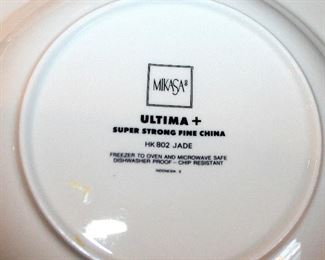 MIKASA®
ULTIMA +
SUPER STRONG FINE CHINA
HK 802 JADE
FREEZER TO OVEN AND MICROWAVE SAFE
DISHWASHER PROOF - CHIP RESISTANT
INDONESIA